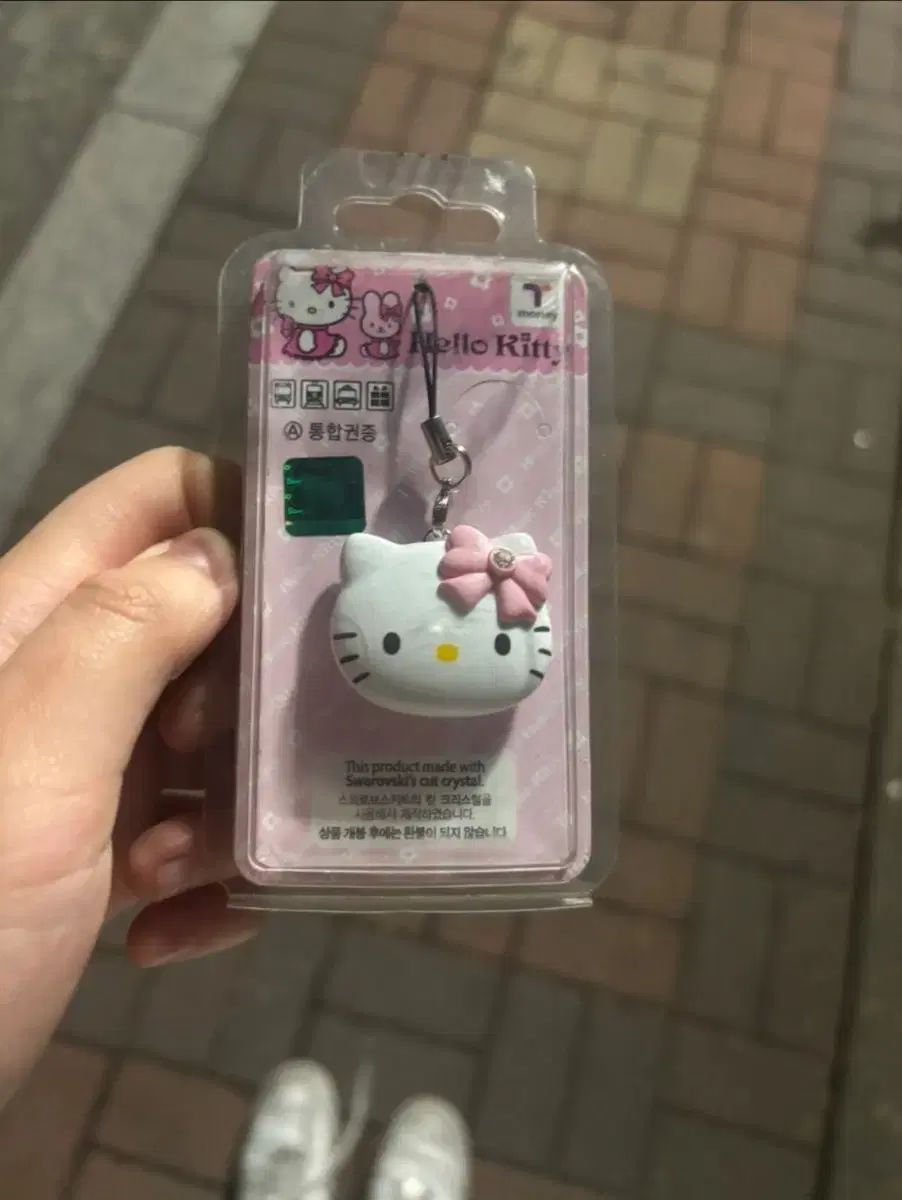 T
money
Hello Kitty
Ⓐ 통합권종
This product made with
Swarovski's cut crystal.
스와로브스키의 컷 크리스털을
사용해서 제작하였습니다.
상품 개봉 후에는 환불이 되지 않습니다